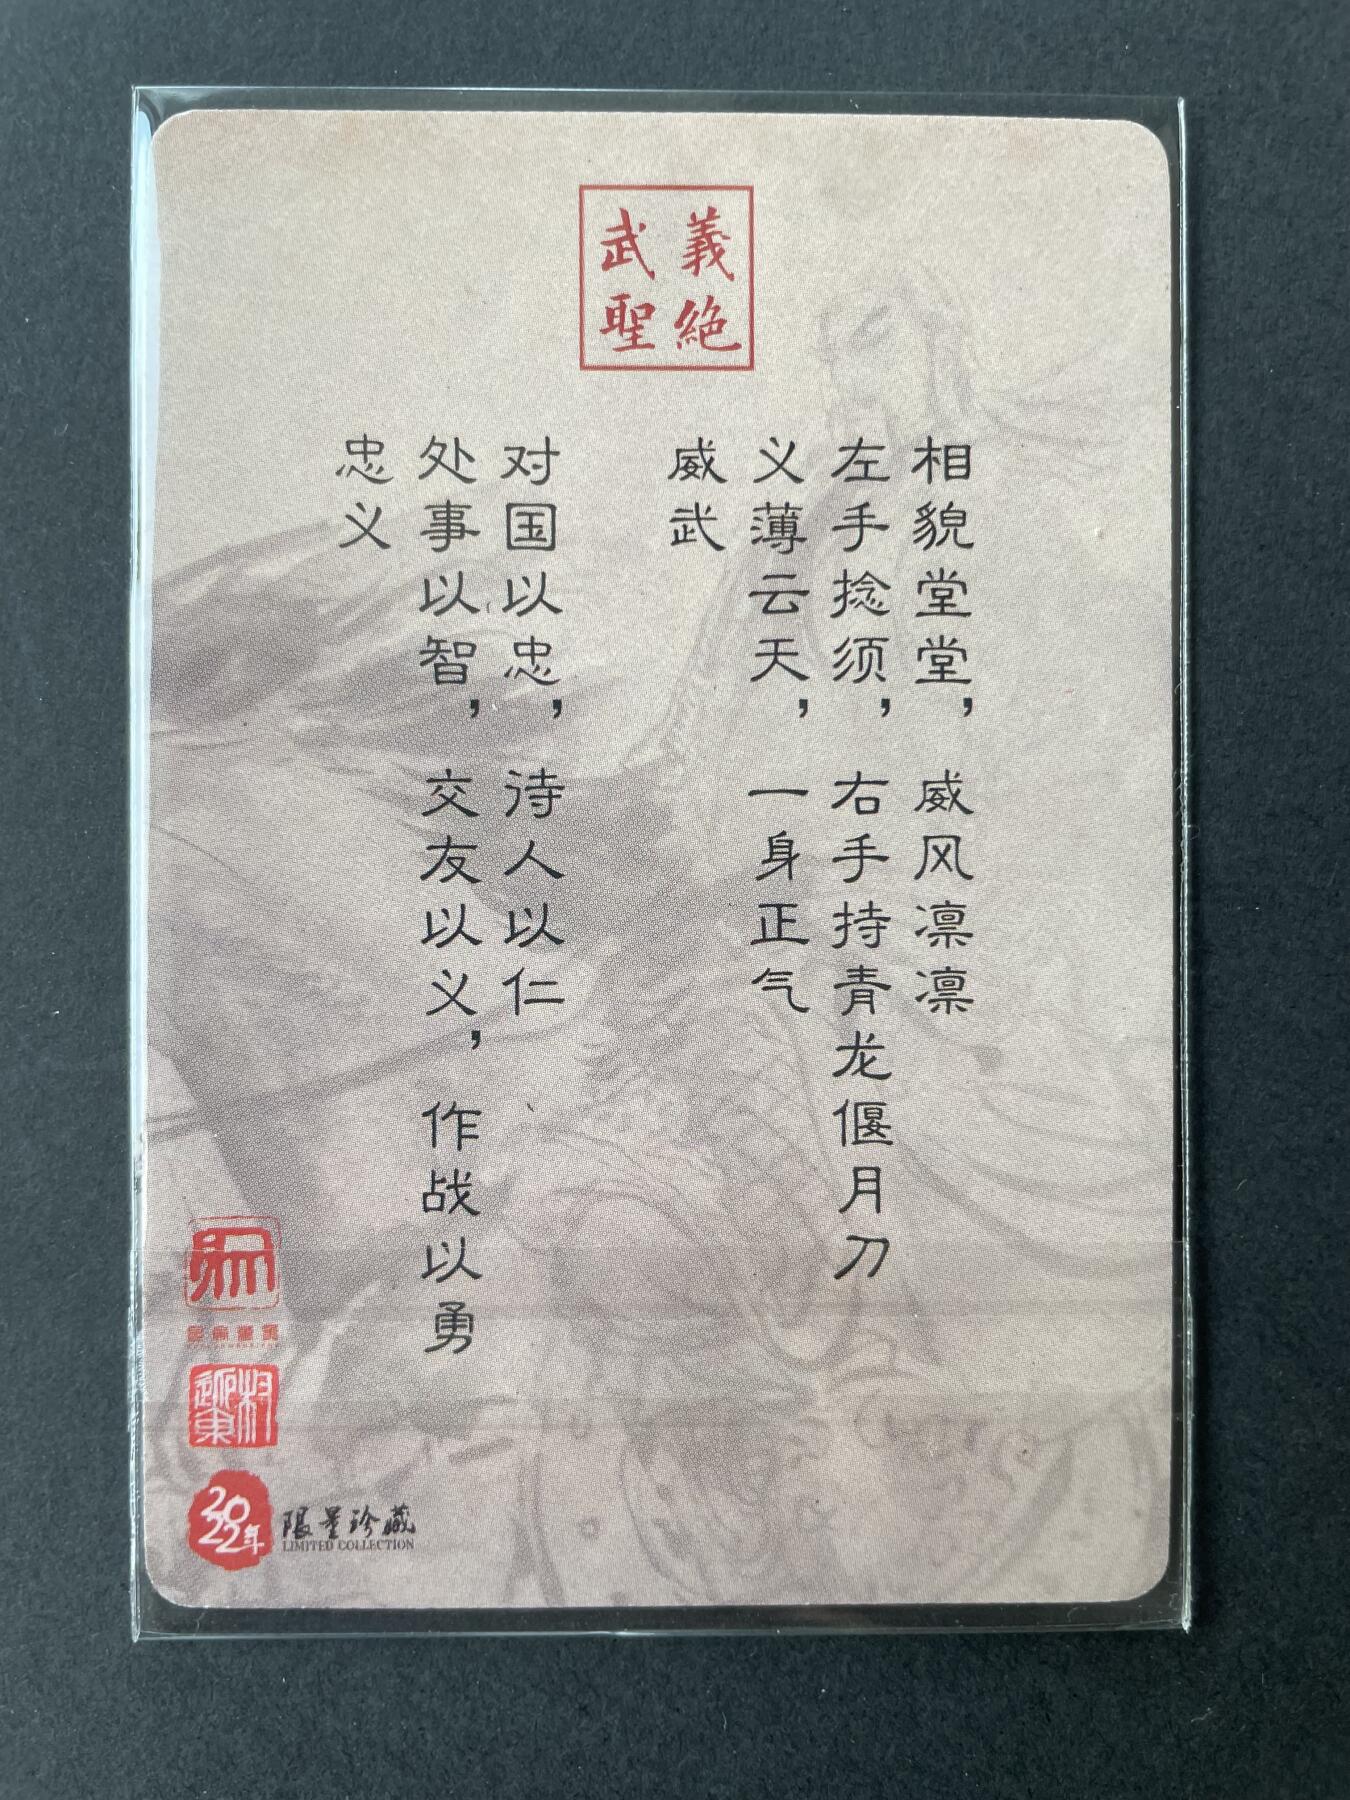 義絶
武聖
相貌堂堂，威风凛凛
左手捻须，右手持青龙偃月刀
义薄云天，一身正气
威武
对国以忠，待人以仁
处事以智，交友以义，作战以勇
忠义
2022年
限量珍藏
LIMITED COLLECTION